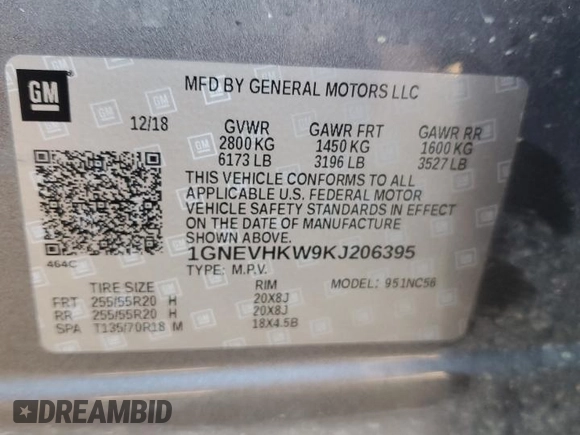 GM
MFD BY GENERAL MOTORS LLC
12/18 GVWR GAWR FRT GAWR RR
2800 KG 1450 KG 1600 KG
6173 LB 3196 LB 3527 LB
THIS VEHICLE CONFORMS TO ALL
APPLICABLE U.S. FEDERAL MOTOR
VEHICLE SAFETY STANDARDS IN EFFECT
ON THE DATE OF MANUFACTURE
SHOWN ABOVE.
464C
1GNEVHKW9KJ206395
TYPE: M.P.V. MODEL: 951NC56
TIRE SIZE RIM
FRT 255/55R20 H 20X8J
RR 255/55R20 H 20X8J
SPA T135/70R18 M 18X4.5B
DREAMBID